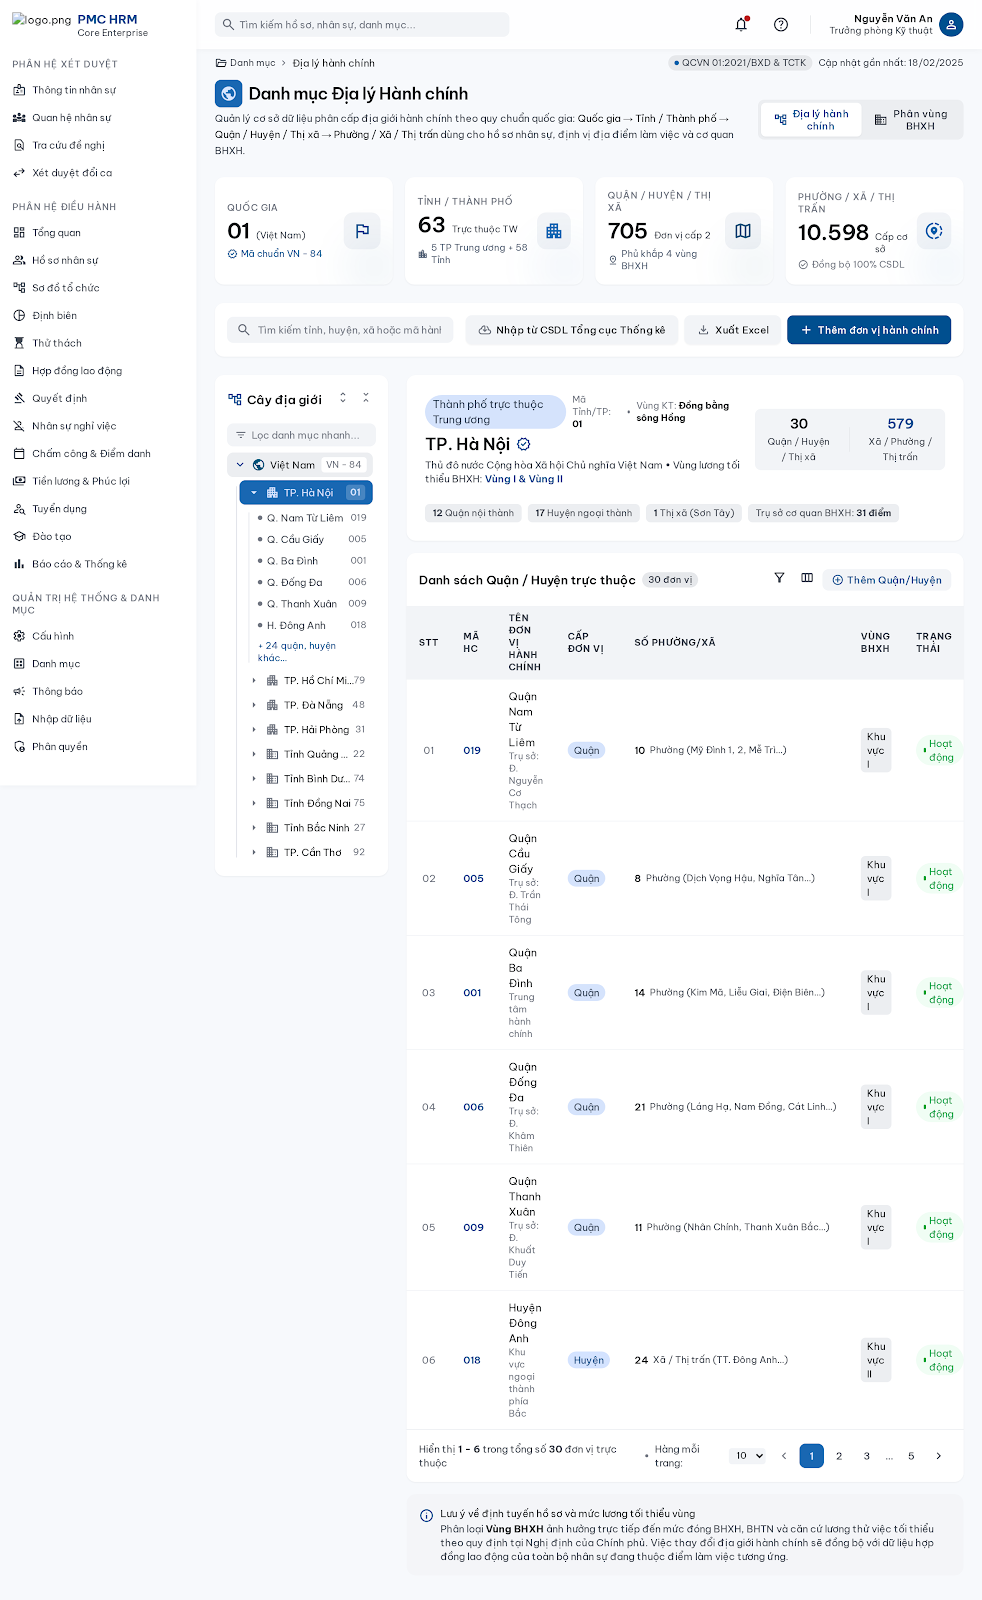 logo.png
PMC HRM
Core Enterprise
Tìm kiếm hồ sơ, nhân sự, danh mục...
Nguyễn Văn An
Trưởng phòng Kỹ thuật
PHÂN HỆ XÉT DUYỆT
Thông tin nhân sự
Quan hệ nhân sự
Tra cứu đề nghị
Xét duyệt đổi ca
PHÂN HỆ ĐIỀU HÀNH
Tổng quan
Hồ sơ nhân sự
Sơ đồ tổ chức
Định biên
Thử thách
Hợp đồng lao động
Quyết định
Nhân sự nghỉ việc
Chấm công & Điểm danh
Tiền lương & Phúc lợi
Tuyển dụng
Đào tạo
Báo cáo & Thống kê
QUẢN TRỊ HỆ THỐNG & DANH
MỤC
Cấu hình
Danh mục
Thông báo
Nhập dữ liệu
Phân quyền
Danh mục › Địa lý hành chính
QCVN 01:2021/BXD & TCTK
Cập nhật gần nhất: 18/02/2025
Danh mục Địa lý Hành chính
Quản lý cơ sở dữ liệu phân cấp địa giới hành chính theo quy chuẩn quốc gia: Quốc gia → Tỉnh / Thành phố →
Quận / Huyện / Thị xã → Phường / Xã / Thị trấn dùng cho hồ sơ nhân sự, định vị địa điểm làm việc và cơ quan
BHXH.
Địa lý hành
chính
Phân vùng
BHXH
QUỐC GIA
01 (Việt Nam)
Mã chuẩn VN - 84
TỈNH / THÀNH PHỐ
63 Trực thuộc TW
5 TP Trung ương + 58
Tỉnh
QUẬN / HUYỆN / THỊ
XÃ
705 Đơn vị cấp 2
Phủ khắp 4 vùng
BHXH
PHƯỜNG / XÃ / THỊ
TRẤN
10.598 Cấp cơ
sở
Đồng bộ 100% CSDL
Tìm kiếm tỉnh, huyện, xã hoặc mã hành
Nhập từ CSDL Tổng cục Thống kê
Xuất Excel
Thêm đơn vị hành chính
Cây địa giới
Lọc danh mục nhanh...
Việt Nam VN - 84
TP. Hà Nội 01
Q. Nam Từ Liêm 019
Q. Cầu Giấy 005
Q. Ba Đình 001
Q. Đống Đa 006
Q. Thanh Xuân 009
H. Đông Anh 018
+ 24 quận, huyện
khác...
TP. Hồ Chí Mi... 79
TP. Đà Nẵng 48
TP. Hải Phòng 31
Tỉnh Quảng ... 22
Tỉnh Bình Dư... 74
Tỉnh Đồng Nai 75
Tỉnh Bắc Ninh 27
TP. Cần Thơ 92
Thành phố trực thuộc
Trung ương
Mã
Tỉnh/TP:
01
• Vùng KT: Đồng bằng
sông Hồng
TP. Hà Nội
Thủ đô nước Cộng hòa Xã hội Chủ nghĩa Việt Nam • Vùng lương tối
thiểu BHXH: Vùng I & Vùng II
30
Quận / Huyện
/ Thị xã
579
Xã / Phường /
Thị trấn
12 Quận nội thành
17 Huyện ngoại thành
1 Thị xã (Sơn Tây)
Trụ sở cơ quan BHXH: 31 điểm
Danh sách Quận / Huyện trực thuộc 30 đơn vị
Thêm Quận/Huyện
STT
MÃ
HC
TÊN
ĐƠN
VỊ
HÀNH
CHÍNH
CẤP
ĐƠN VỊ
SỐ PHƯỜNG/XÃ
VÙNG
BHXH
TRẠNG
THÁI
01
019
Quận
Nam
Từ
Liêm
Trụ sở:
Đ.
Nguyễn
Cơ
Thạch
Quận
10 Phường (Mỹ Đình 1, 2, Mễ Trì...)
Khu
vực
I
Hoạt
động
02
005
Quận
Cầu
Giấy
Trụ sở:
Đ. Trần
Thái
Tông
Quận
8 Phường (Dịch Vọng Hậu, Nghĩa Tân...)
Khu
vực
I
Hoạt
động
03
001
Quận
Ba
Đình
Trung
tâm
hành
chính
Quận
14 Phường (Kim Mã, Liễu Giai, Điện Biên...)
Khu
vực
I
Hoạt
động
04
006
Quận
Đống
Đa
Trụ sở:
Đ.
Khâm
Thiên
Quận
21 Phường (Láng Hạ, Nam Đồng, Cát Linh...)
Khu
vực
I
Hoạt
động
05
009
Quận
Thanh
Xuân
Trụ sở:
Đ.
Khuất
Duy
Tiến
Quận
11 Phường (Nhân Chính, Thanh Xuân Bắc...)
Khu
vực
I
Hoạt
động
06
018
Huyện
Đông
Anh
Khu
vực
ngoại
thành
phía
Bắc
Huyện
24 Xã / Thị trấn (TT. Đông Anh...)
Khu
vực
II
Hoạt
động
Hiển thị 1 - 6 trong tổng số 30 đơn vị trực
thuộc
• Hàng mỗi
trang:
10
1 2 3 ... 5
Lưu ý về định tuyến hồ sơ và mức lương tối thiểu vùng
Phân loại Vùng BHXH ảnh hưởng trực tiếp đến mức đóng BHXH, BHTN và căn cứ lương thử việc tối thiểu
theo quy định tại Nghị định của Chính phủ. Việc thay đổi địa giới hành chính sẽ đồng bộ với dữ liệu hợp
đồng lao động của toàn bộ nhân sự đang thuộc điểm làm việc tương ứng.